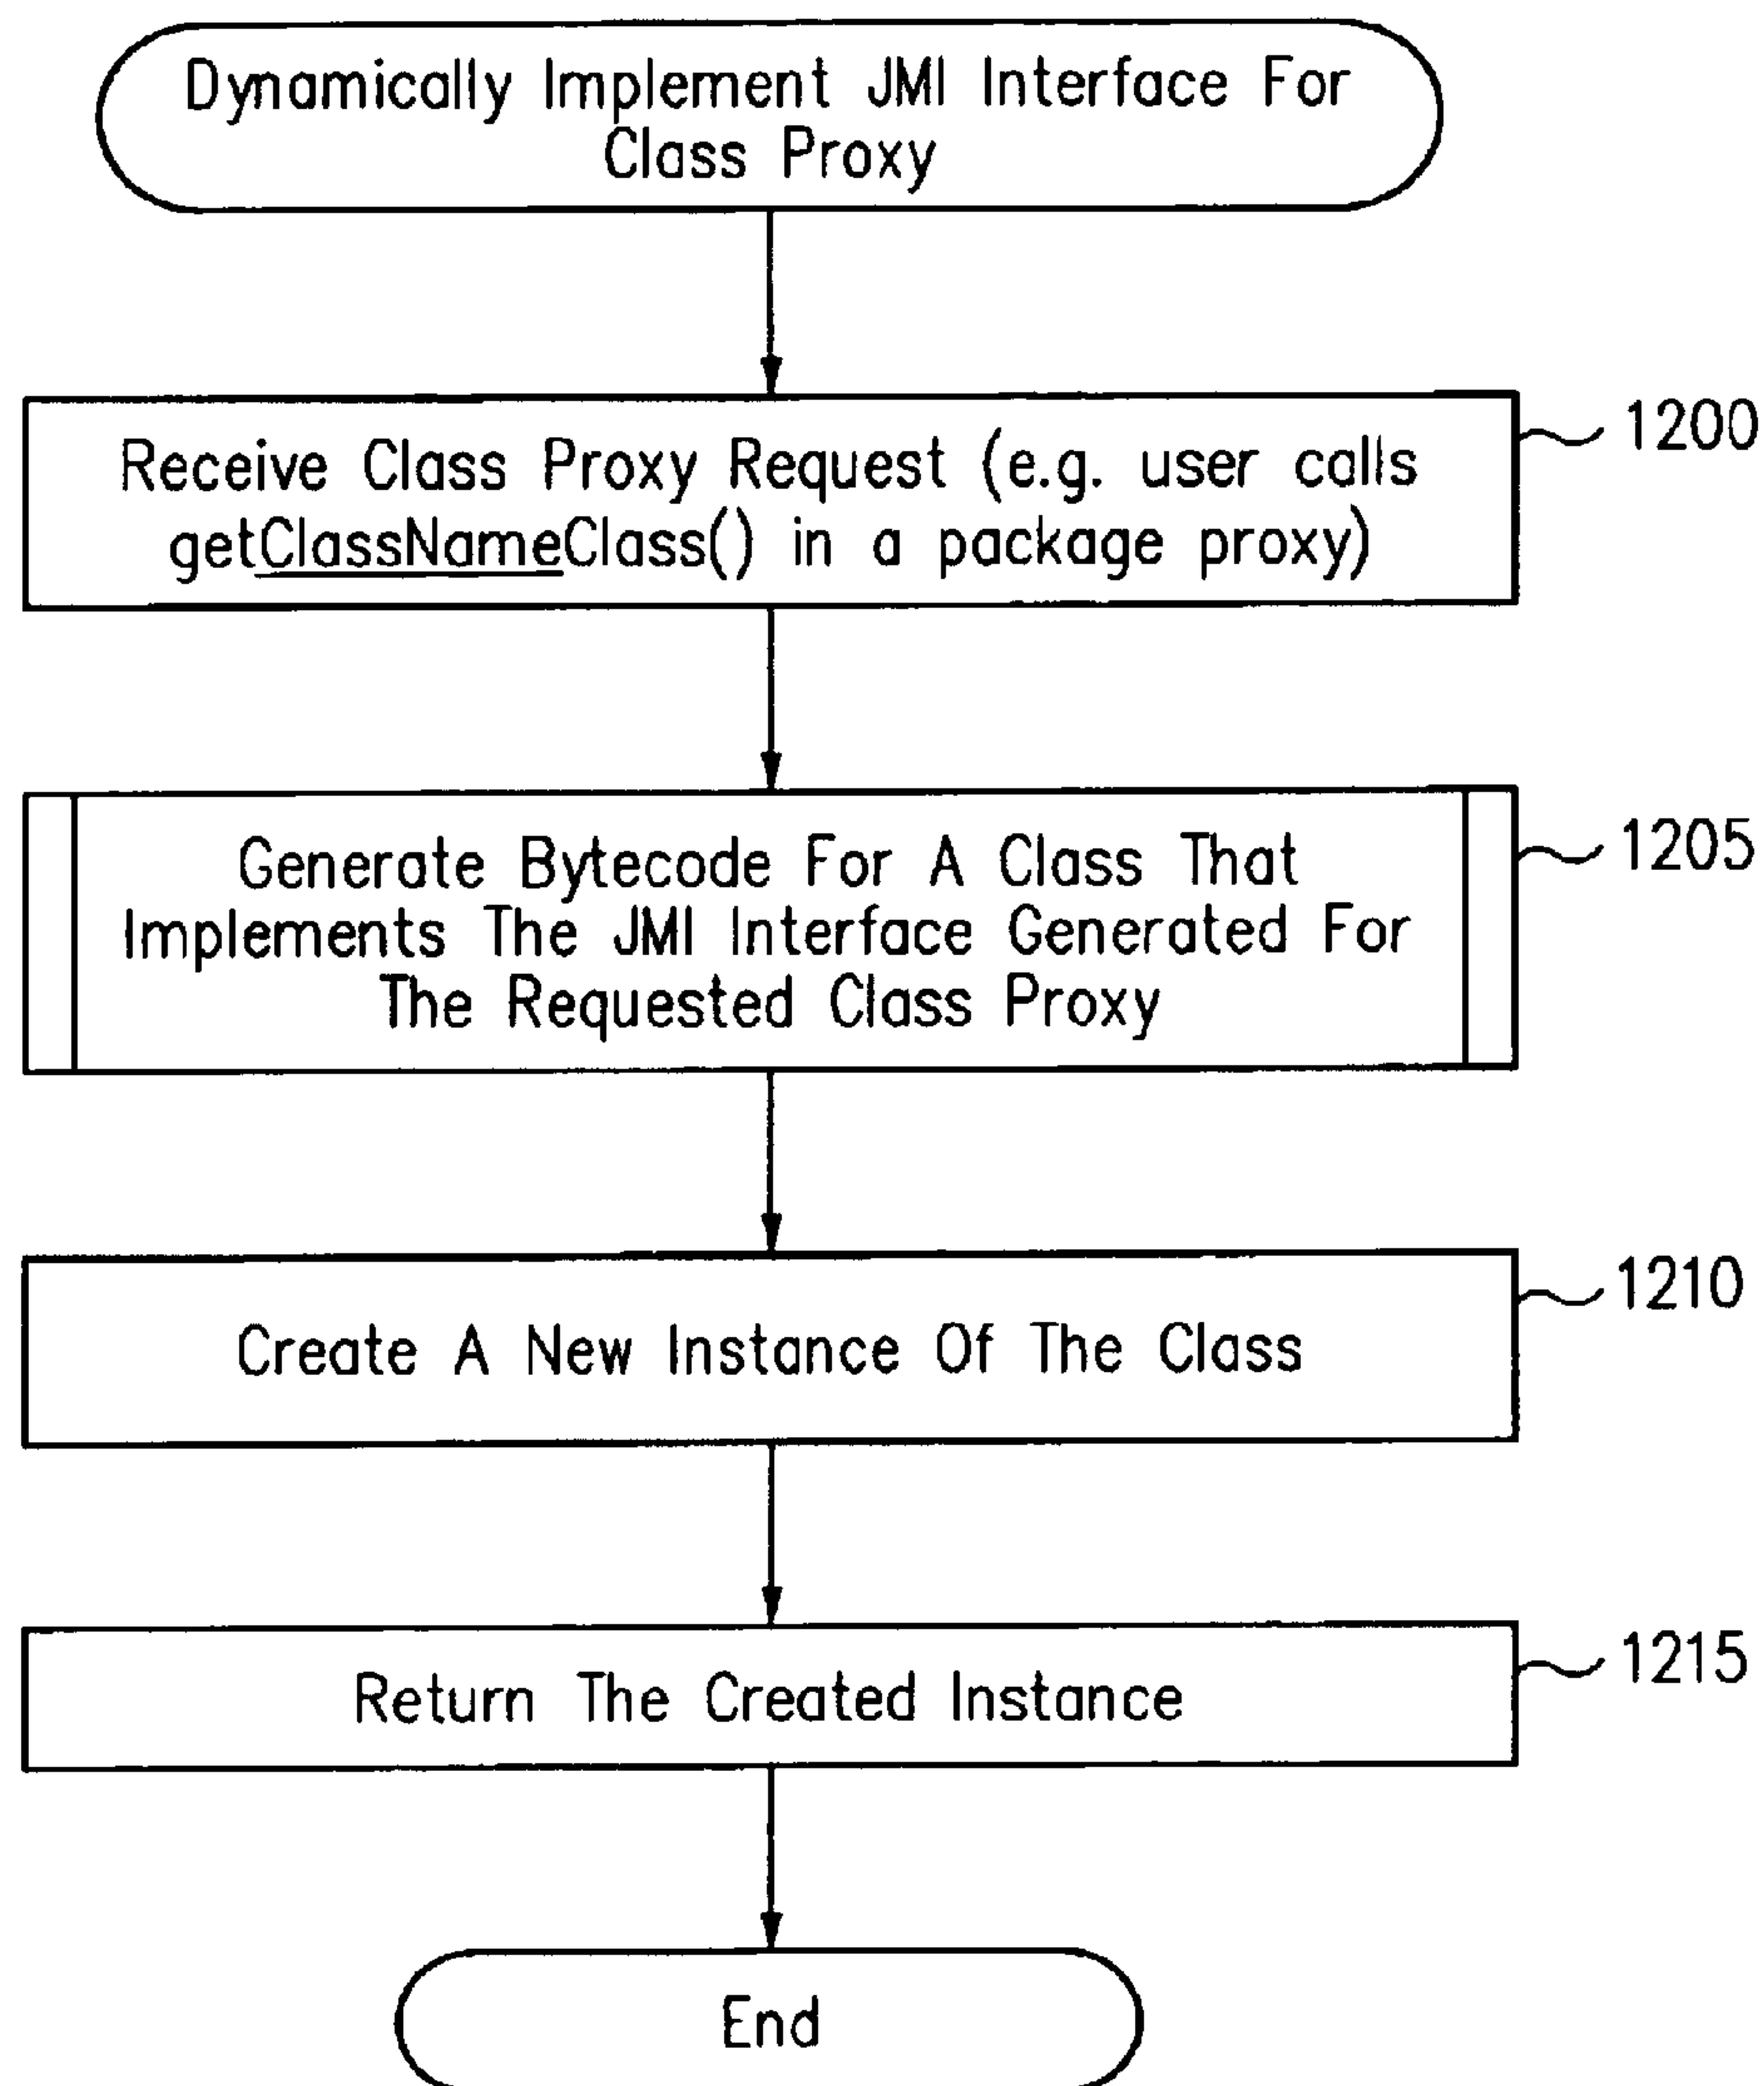 Dynamically Implement JMI Interface For
Class Proxy
Receive Class Proxy Request (e.g. user calls
getClassNameClass() in a package proxy)
1200
Generate Bytecode For A Class That
Implements The JMI Interface Generated For
The Requested Class Proxy
1205
Create A New Instance Of The Class
1210
Return The Created Instance
1215
End